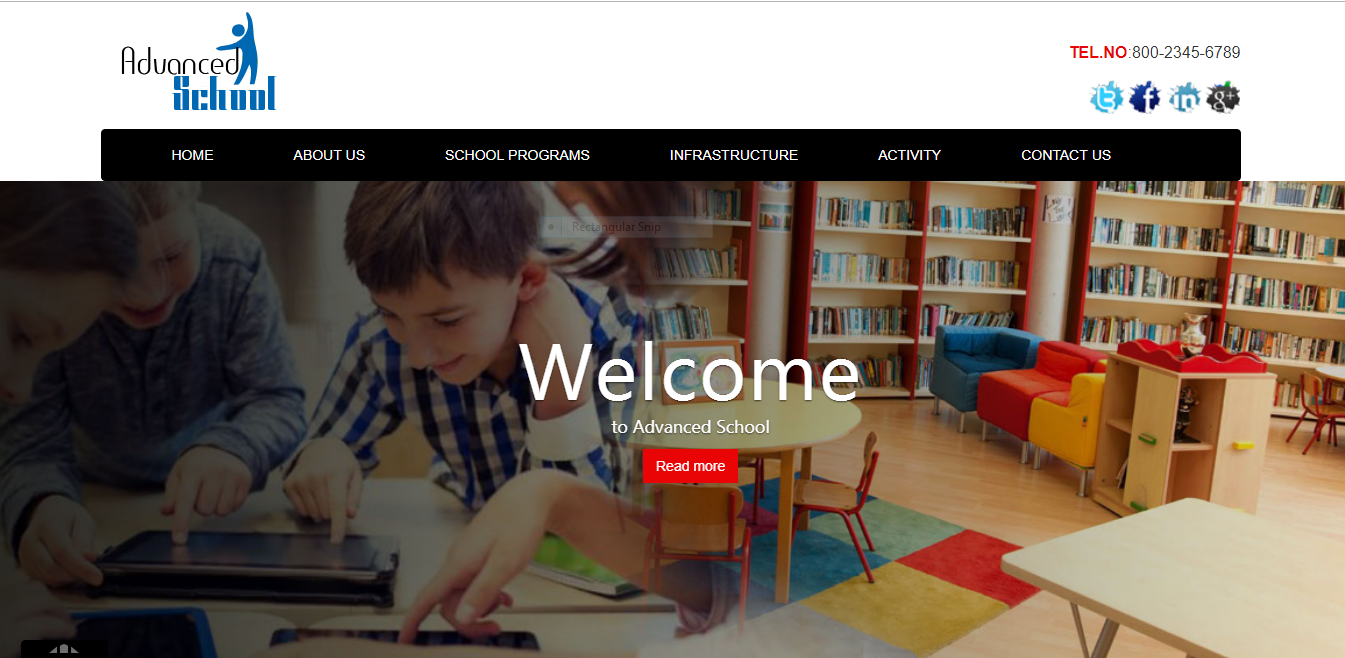 Advanced
School
TEL.NO:800-2345-6789
HOME ABOUT US SCHOOL PROGRAMS INFRASTRUCTURE ACTIVITY CONTACT US
Rectangular Snip
Welcome
to Advanced School
Read more